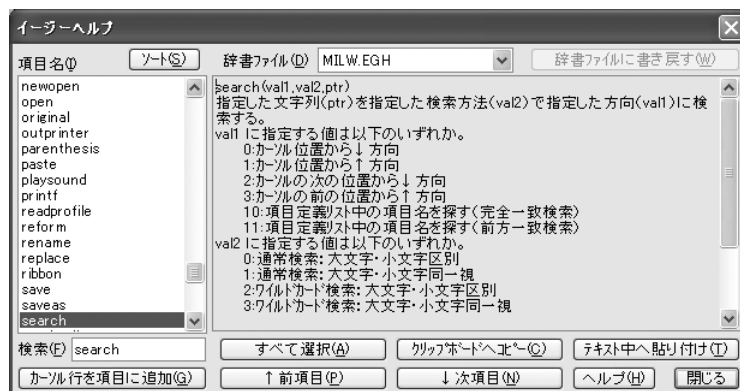 イージーヘルプ
項目名(I)
ソート(S)
辞書ファイル(D)
MILW.EGH
辞書ファイルに書き戻す(W)
newopen
open
original
outprinter
parenthesis
paste
playsound
printf
readprofile
reform
rename
replace
ribbon
save
saveas
search
search(val1,val2,ptr)
指定した文字列(ptr)を指定した検索方法(val2)で指定した方向(val1)に検
索する。
val1 に指定する値は以下のいずれか。
0:カーソル位置から↓方向
1:カーソル位置から↑方向
2:カーソルの次の位置から↓方向
3:カーソルの前の位置から↑方向
10:項目定義リスト中の項目名を探す(完全一致検索)
11:項目定義リスト中の項目名を探す(前方一致検索)
val2 に指定する値は以下のいずれか。
0:通常検索:大文字・小文字区別
1:通常検索:大文字・小文字同一視
2:ワイルドカード検索:大文字・小文字区別
3:ワイルドカード検索:大文字・小文字同一視
検索(F)
search
すべて選択(A)
クリップボードへコピー(C)
テキスト中へ貼り付け(T)
カーソル行を項目に追加(G)
↑前項目(P)
↓次項目(N)
ヘルプ(H)
閉じる